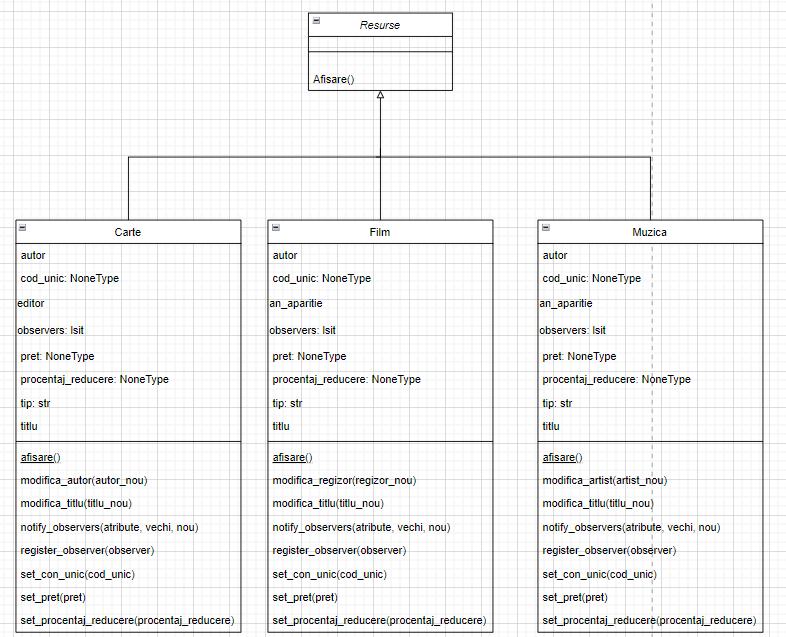 Resurse
Afisare()
Carte
autor
cod_unic: NoneType
editor
observers: lsit
pret: NoneType
procentaj_reducere: NoneType
tip: str
titlu
afisare()
modifica_autor(autor_nou)
modifica_titlu(titlu_nou)
notify_observers(atribute, vechi, nou)
register_observer(observer)
set_con_unic(cod_unic)
set_pret(pret)
set_procentaj_reducere(procentaj_reducere)
Film
autor
cod_unic: NoneType
an_aparitie
observers: lsit
pret: NoneType
procentaj_reducere: NoneType
tip: str
titlu
afisare()
modifica_regizor(regizor_nou)
modifica_titlu(titlu_nou)
notify_observers(atribute, vechi, nou)
register_observer(observer)
set_con_unic(cod_unic)
set_pret(pret)
set_procentaj_reducere(procentaj_reducere)
Muzica
autor
cod_unic: NoneType
an_aparitie
observers: lsit
pret: NoneType
procentaj_reducere: NoneType
tip: str
titlu
afisare()
modifica_artist(artist_nou)
modifica_titlu(titlu_nou)
notify_observers(atribute, vechi, nou)
register_observer(observer)
set_con_unic(cod_unic)
set_pret(pret)
set_procentaj_reducere(procentaj_reducere)